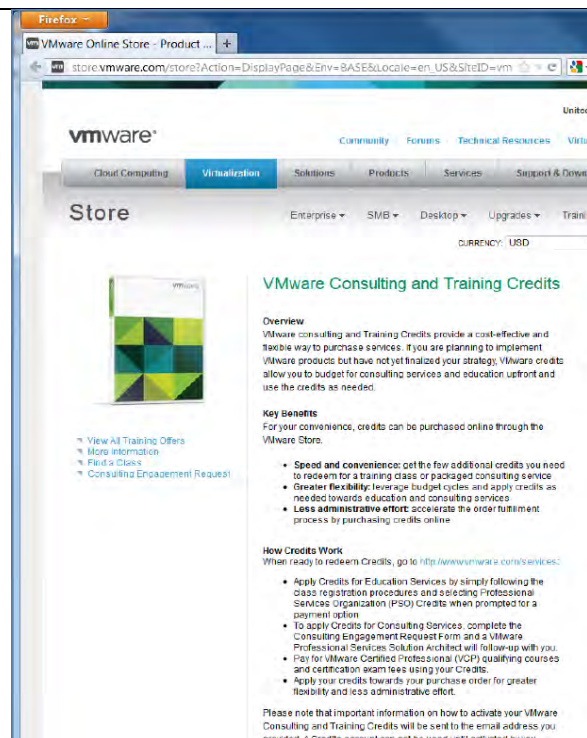 Firefox
VMware Online Store - Product ... +
store.vmware.com/store?Action=DisplayPage&Env=BASE&Locale=en_US&SiteID=vm
United
vmware
Community Forums Technical Resources Virtu
Cloud Computing Virtualization Solutions Products Services Support & Down
Store
Enterprise SMB Desktop Upgrades Traini
CURRENCY: USD
vmware
VMware Consulting and Training Credits
Overview
VMware consulting and Training Credits provide a cost-effective and
flexible way to purchase services. If you are planning to implement
VMware products but have not yet finalized your strategy, VMware credits
allow you to budget for consulting services and education upfront and
use the credits as needed.
Key Benefits
For your convenience, credits can be purchased online through the
VMware Store.
View All Training Offers
More Information
Find a Class
Consulting Engagement Request
• Speed and convenience: get the few additional credits you need
to redeem for a training class or packaged consulting service
• Greater flexibility: leverage budget cycles and apply credits as
needed towards education and consulting services
• Less administrative effort: accelerate the order fulfillment
process by purchasing credits online
How Credits Work
When ready to redeem Credits, go to http://www.vmware.com/services:
• Apply Credits for Education Services by simply following the
class registration procedures and selecting Professional
Services Organization (PSO) Credits when prompted for a
payment option
• To apply Credits for Consulting Services, complete the
Consulting Engagement Request Form and a VMware
Professional Services Solution Architect will follow-up with you.
• Pay for VMware Certified Professional (VCP) qualifying courses
and certification exam fees using your Credits.
• Apply your credits towards your purchase order for greater
flexibility and less administrative effort.
Please note that important information on how to activate your VMware
Consulting and Training Credits will be sent to the email address you